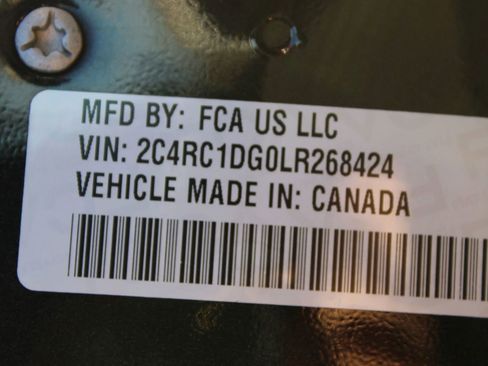 MFD BY: FCA US LLC
VIN: 2C4RC1DG0LR268424
VEHICLE MADE IN: CANADA